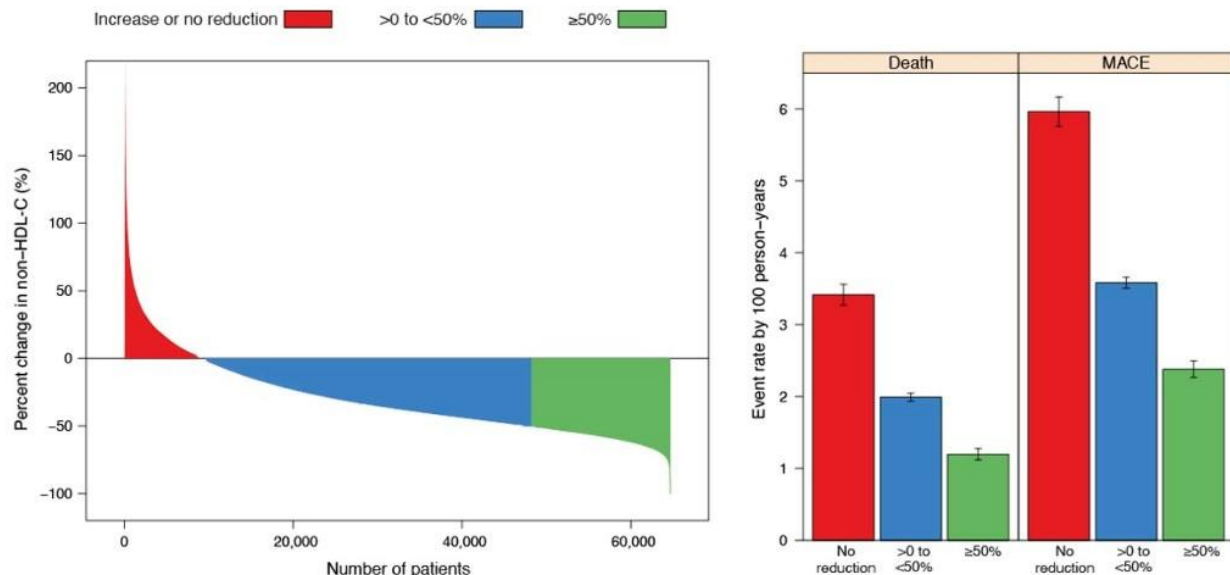 Increase or no reduction >0 to <50% ≥50%
Percent change in non-HDL-C (%)
200
150
100
50
0
−50
−100
0 20,000 40,000 60,000
Number of patients
Death MACE
Event rate by 100 person−years
6
5
4
3
2
1
0
No reduction >0 to <50% ≥50% No reduction >0 to <50% ≥50%